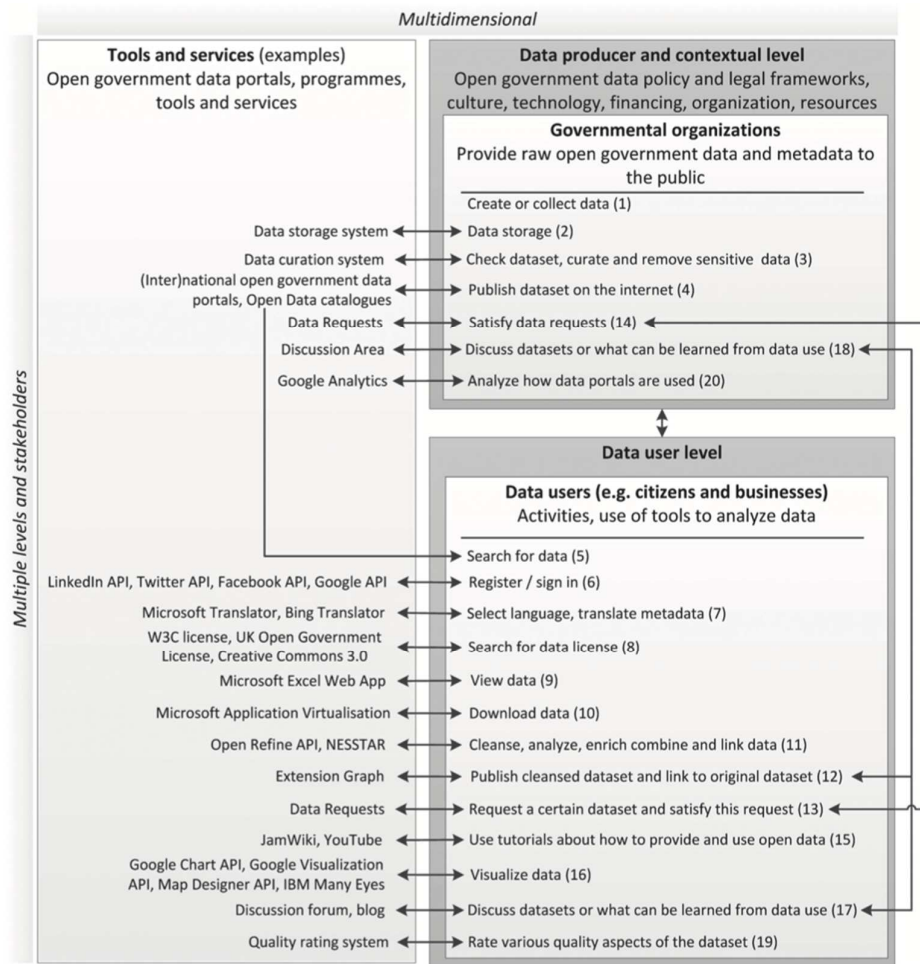 Multidimensional
Multiple levels and stakeholders
Tools and services (examples)
Open government data portals, programmes,
tools and services
Data producer and contextual level
Open government data policy and legal frameworks,
culture, technology, financing, organization, resources
Governmental organizations
Provide raw open government data and metadata to
the public
Create or collect data (1)
Data storage system
Data storage (2)
Data curation system
Check dataset, curate and remove sensitive data (3)
(Inter)national open government data
portals, Open Data catalogues
Publish dataset on the internet (4)
Data Requests
Satisfy data requests (14)
Discussion Area
Discuss datasets or what can be learned from data use (18)
Google Analytics
Analyze how data portals are used (20)
Data user level
Data users (e.g. citizens and businesses)
Activities, use of tools to analyze data
Search for data (5)
LinkedIn API, Twitter API, Facebook API, Google API
Register / sign in (6)
Microsoft Translator, Bing Translator
Select language, translate metadata (7)
W3C license, UK Open Government
License, Creative Commons 3.0
Search for data license (8)
Microsoft Excel Web App
View data (9)
Microsoft Application Virtualisation
Download data (10)
Open Refine API, NESSTAR
Cleanse, analyze, enrich combine and link data (11)
Extension Graph
Publish cleansed dataset and link to original dataset (12)
Data Requests
Request a certain dataset and satisfy this request (13)
JamWiki, YouTube
Use tutorials about how to provide and use open data (15)
Google Chart API, Google Visualization
API, Map Designer API, IBM Many Eyes
Visualize data (16)
Discussion forum, blog
Discuss datasets or what can be learned from data use (17)
Quality rating system
Rate various quality aspects of the dataset (19)